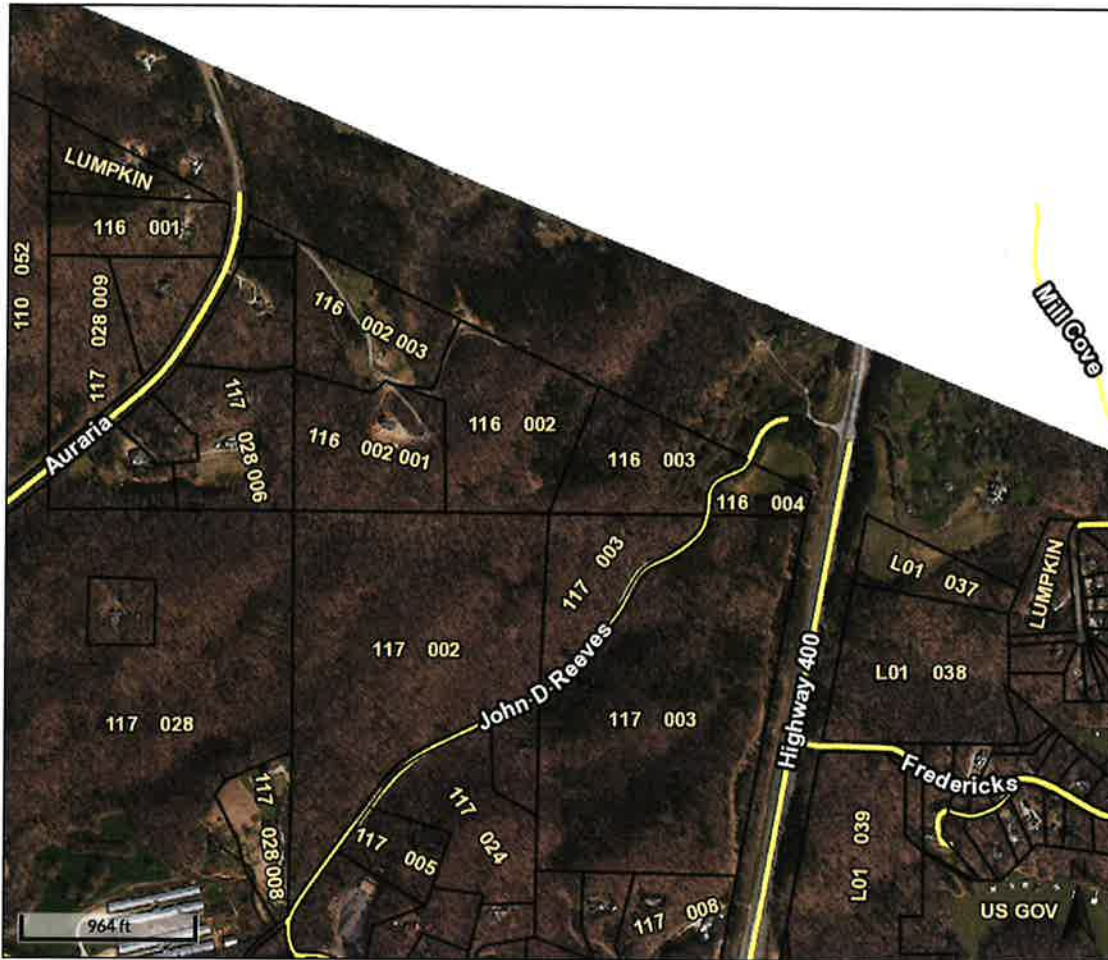 LUMPKIN
116 001
110 052
117 028 009
116 002 003
Mill Cove
Auraria
117 028 006
116 002 001
116 002
116 003
116 004
117 003
L01 037
LUMPKIN
117 002
John D Reeves
Highway 400
L01 038
117 028
117 003
Fredericks
117 028 008
117 024
117 005
L01 039
117 008
US GOV
964 ft